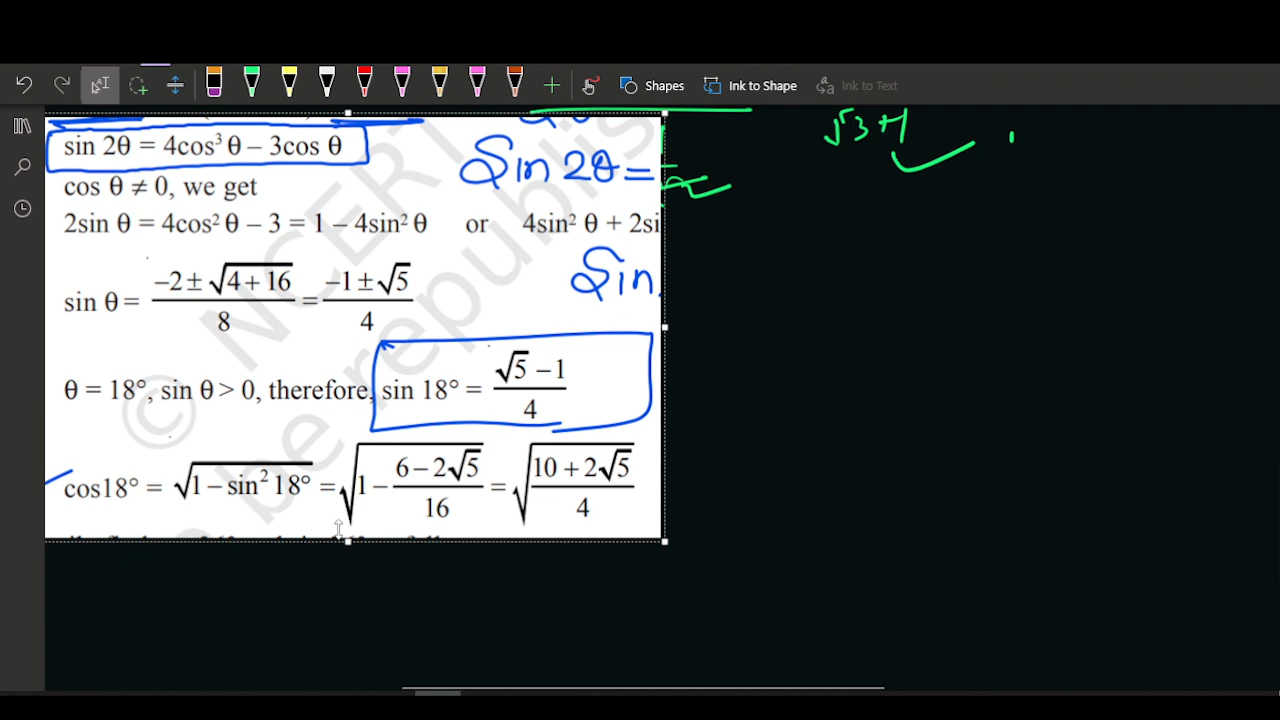 Shapes Ink to Shape Ink to Text
√3 +1
sin 2θ = 4cos³ θ – 3cos θ
Sin 2θ =
cos θ ≠ 0, we get
2sin θ = 4cos² θ – 3 = 1 – 4sin² θ or 4sin² θ + 2si
Sin
sin θ = (–2 ± √(4 + 16))/8 = (–1 ± √5)/4
θ = 18°, sin θ > 0, therefore, sin 18° = (√5 – 1)/4
cos18° = √(1 – sin² 18°) = √(1 – (6 – 2√5)/16) = √((10 + 2√5)/4)
© NCERT
be republis